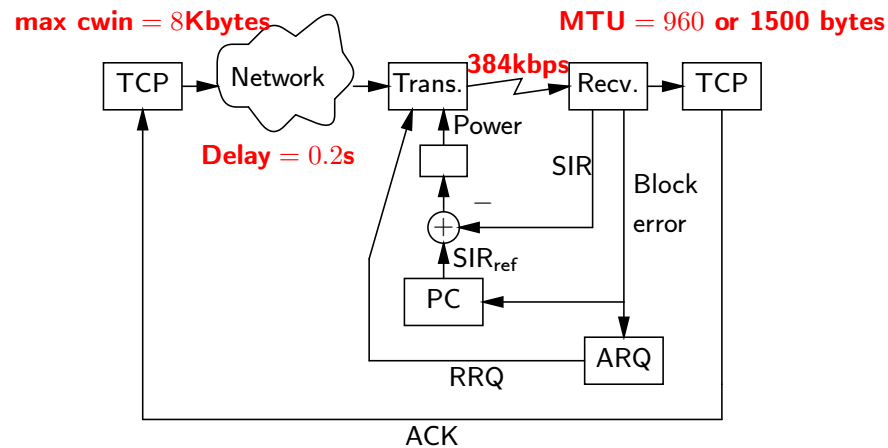 max cwin = 8Kbytes
MTU = 960 or 1500 bytes
384kbps
TCP
Network
Trans.
Recv.
TCP
Power
Delay = 0.2s
SIR
Block
error
−
+
SIRref
PC
ARQ
RRQ
ACK